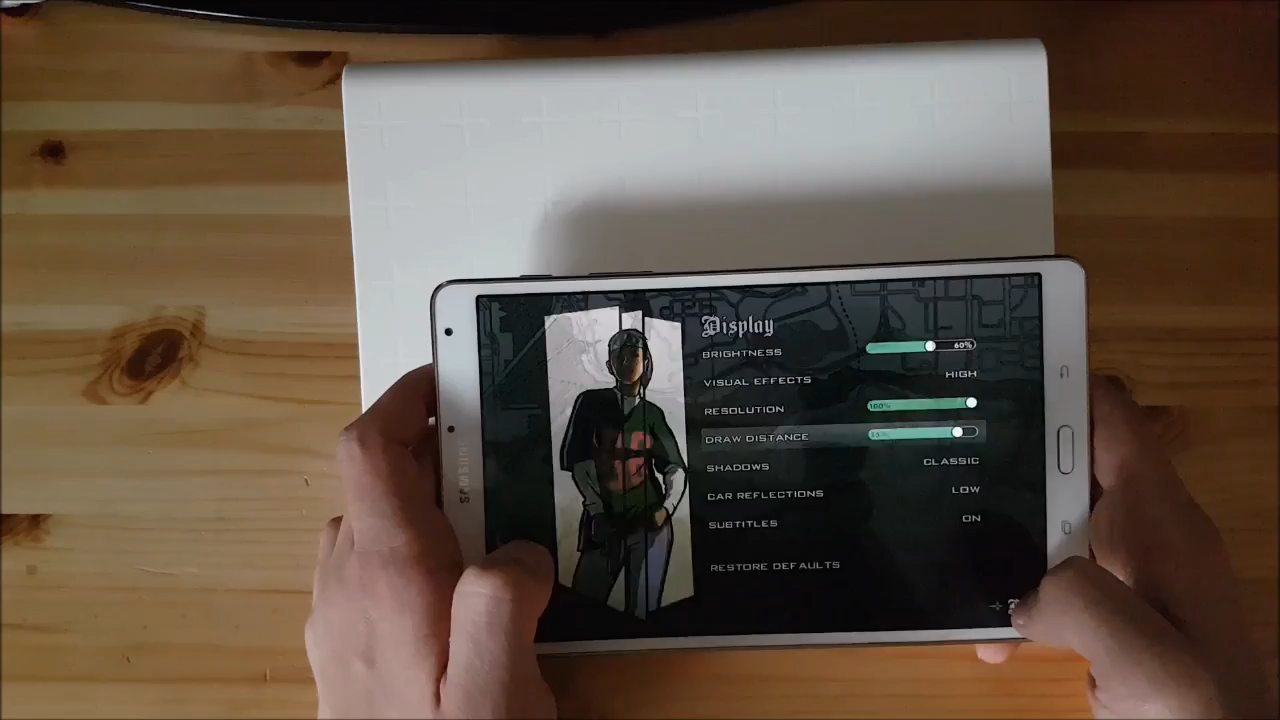 SAMSUNG
Display
BRIGHTNESS 60%
VISUAL EFFECTS HIGH
RESOLUTION 100%
DRAW DISTANCE
SHADOWS CLASSIC
CAR REFLECTIONS LOW
SUBTITLES ON
RESTORE DEFAULTS